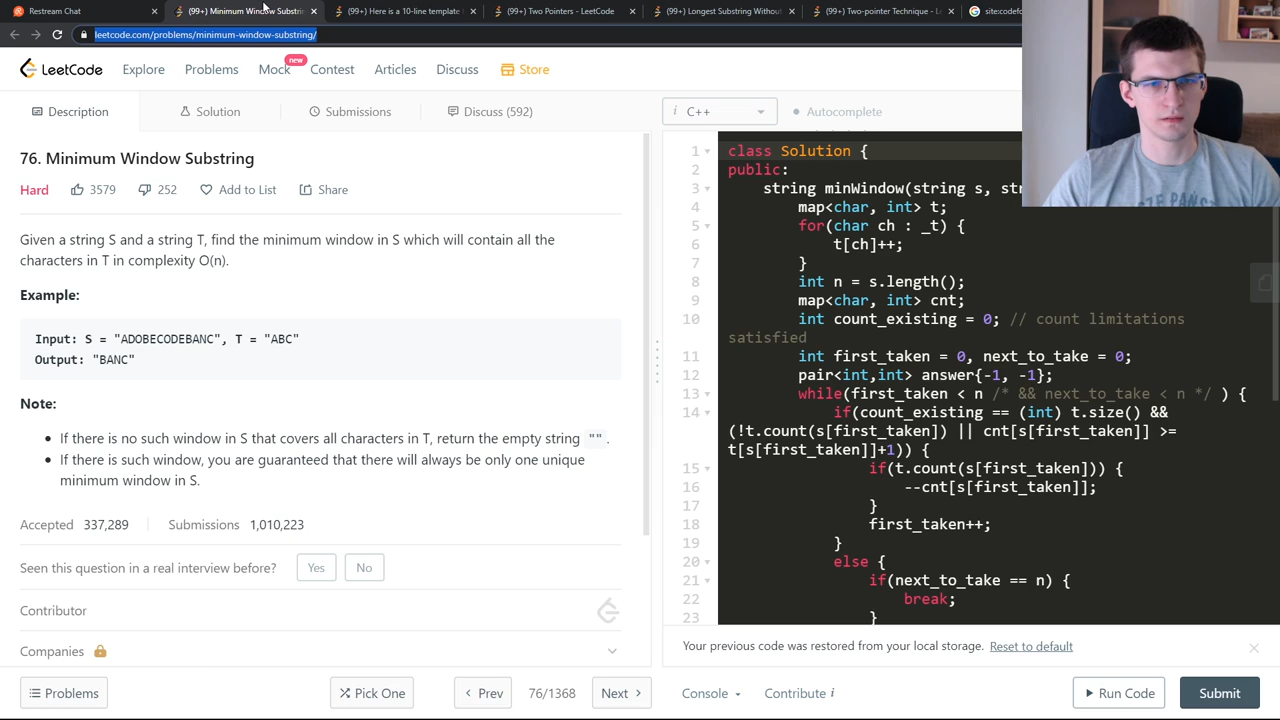 Restream Chat
(99+) Minimum Window Substrin
(99+) Here is a 10-line templat
(99+) Two Pointers - LeetCode
(99+) Longest Substring Without
(99+) Two-pointer Technique - L
site:codefo
leetcode.com/problems/minimum-window-substring/
LeetCode
Explore
Problems
Mock
new
Contest
Articles
Discuss
Store
Description
Solution
Submissions
Discuss (592)
i C++
Autocomplete
76. Minimum Window Substring
Hard
3579
252
Add to List
Share
Given a string S and a string T, find the minimum window in S which will contain all the
characters in T in complexity O(n).
Example:
Input: S = "ADOBECODEBANC", T = "ABC"
Output: "BANC"
Note:
If there is no such window in S that covers all characters in T, return the empty string "".
If there is such window, you are guaranteed that there will always be only one unique
minimum window in S.
Accepted 337,289
Submissions 1,010,223
Seen this question in a real interview before?
Yes
No
Contributor
Companies
1 class Solution {
2 public:
3 string minWindow(string s, str
4 map<char, int> t;
5 for(char ch : _t) {
6 t[ch]++;
7 }
8 int n = s.length();
9 map<char, int> cnt;
10 int count_existing = 0; // count limitations
satisfied
11 int first_taken = 0, next_to_take = 0;
12 pair<int,int> answer{-1, -1};
13 while(first_taken < n /* && next_to_take < n */ ) {
14 if(count_existing == (int) t.size() &&
(!t.count(s[first_taken]) || cnt[s[first_taken]] >=
t[s[first_taken]]+1)) {
15 if(t.count(s[first_taken])) {
16 --cnt[s[first_taken]];
17 }
18 first_taken++;
19 }
20 else {
21 if(next_to_take == n) {
22 break;
23 }
Your previous code was restored from your local storage. Reset to default
Problems
Pick One
Prev
76/1368
Next
Console
Contribute i
Run Code
Submit